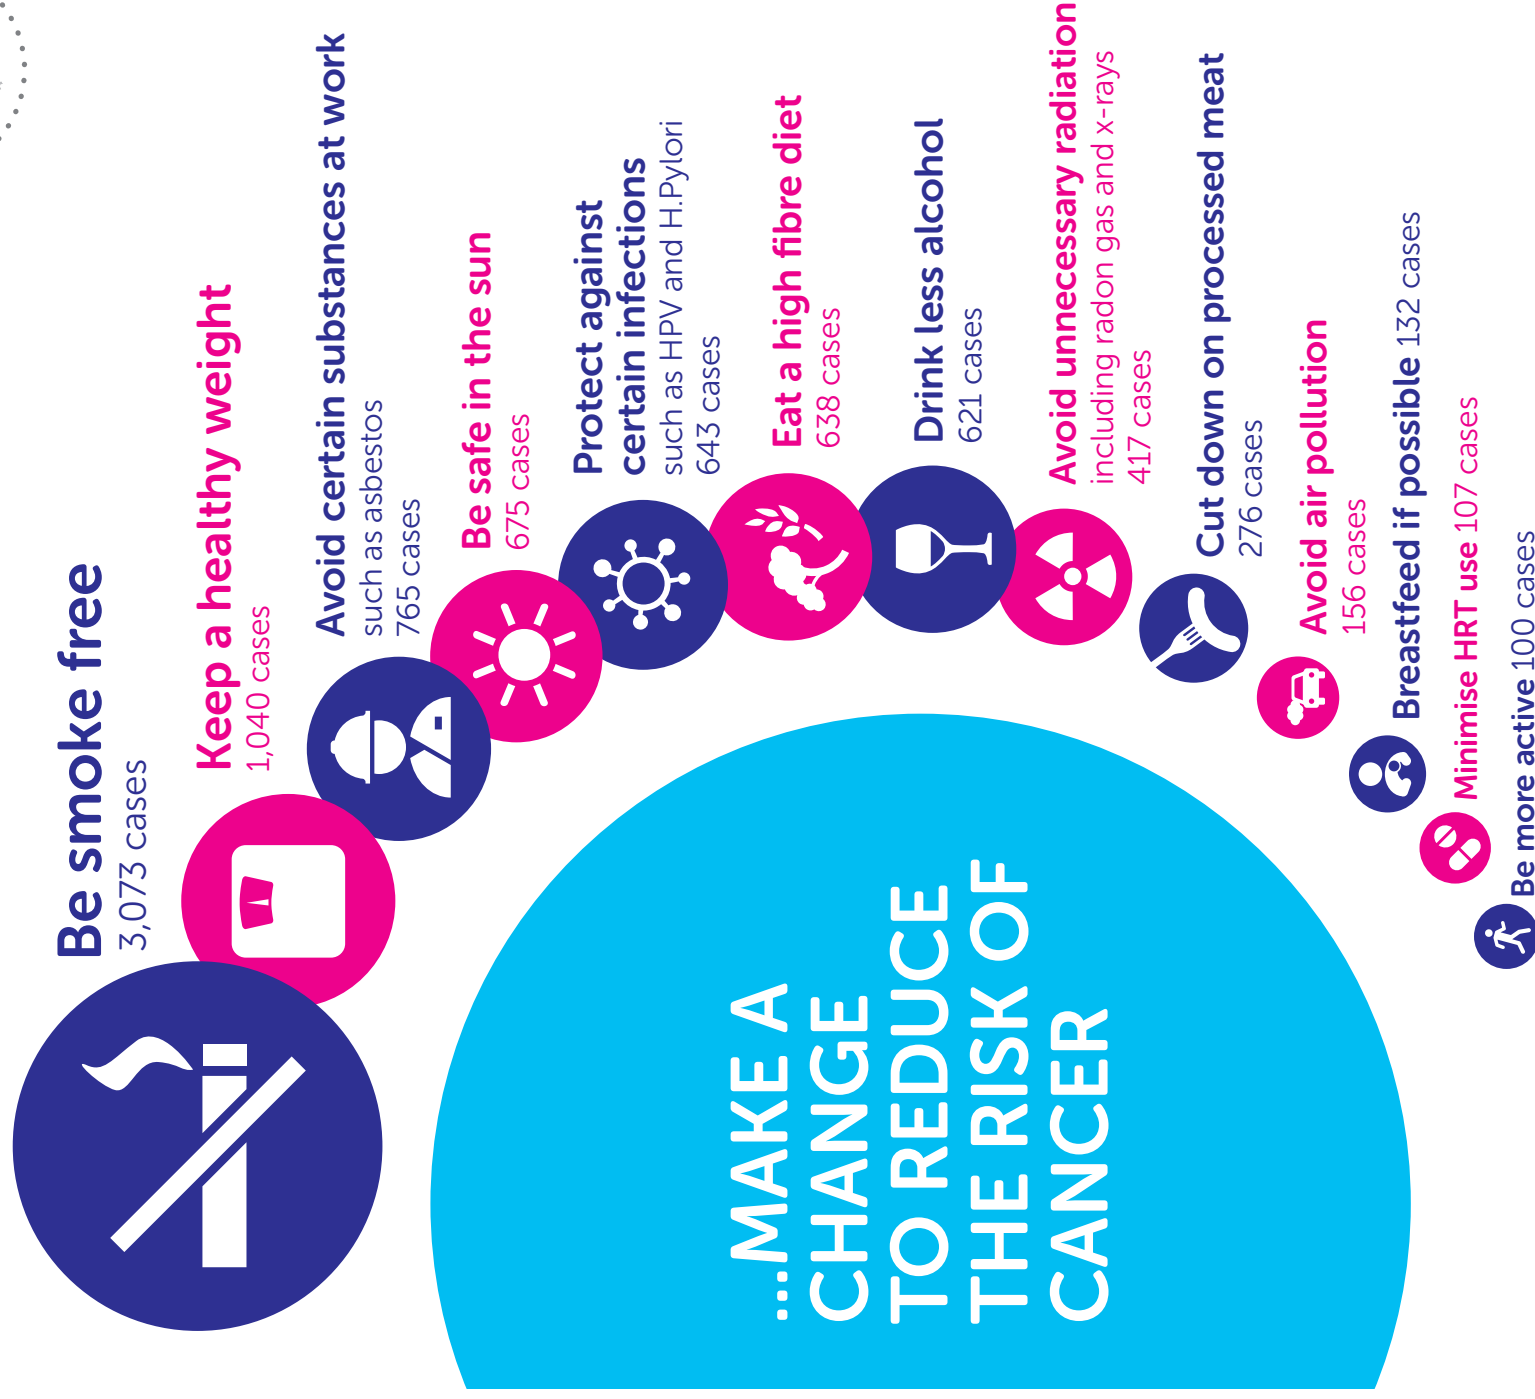 Be smoke free
3,073 cases
Keep a healthy weight
1,040 cases
Avoid certain substances at work
such as asbestos
765 cases
Be safe in the sun
675 cases
Protect against
certain infections
such as HPV and H.Pylori
643 cases
Eat a high fibre diet
638 cases
Drink less alcohol
621 cases
Avoid unnecessary radiation
including radon gas and x-rays
417 cases
Cut down on processed meat
276 cases
Avoid air pollution
156 cases
Breastfeed if possible 132 cases
Minimise HRT use 107 cases
Be more active 100 cases
...MAKE A
CHANGE
TO REDUCE
THE RISK OF
CANCER